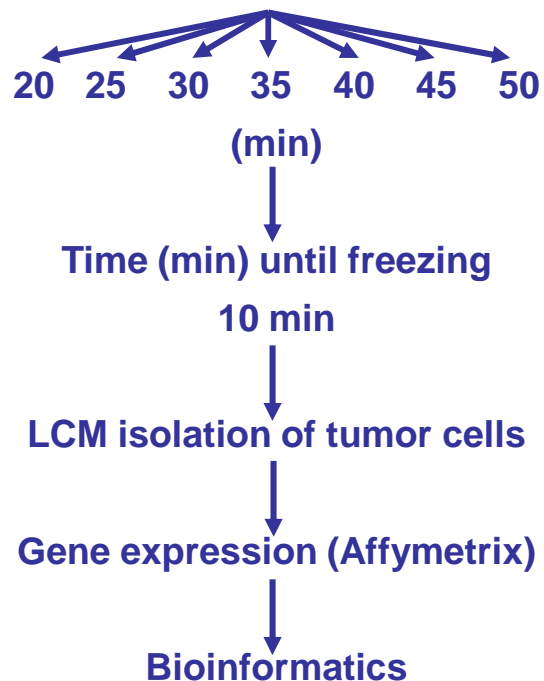 20 25 30 35 40 45 50
(min)
Time (min) until freezing
10 min
LCM isolation of tumor cells
Gene expression (Affymetrix)
Bioinformatics